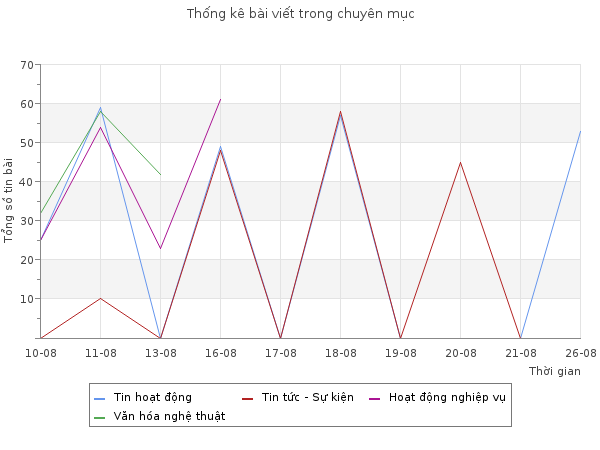 Thống kê bài viết trong chuyên mục
Tổng số tin bài
70
60
50
40
30
20
10
10-08 11-08 13-08 16-08 17-08 18-08 19-08 20-08 21-08 26-08
Thời gian
Tin hoạt động Tin tức - Sự kiện Hoạt động nghiệp vụ
Văn hóa nghệ thuật